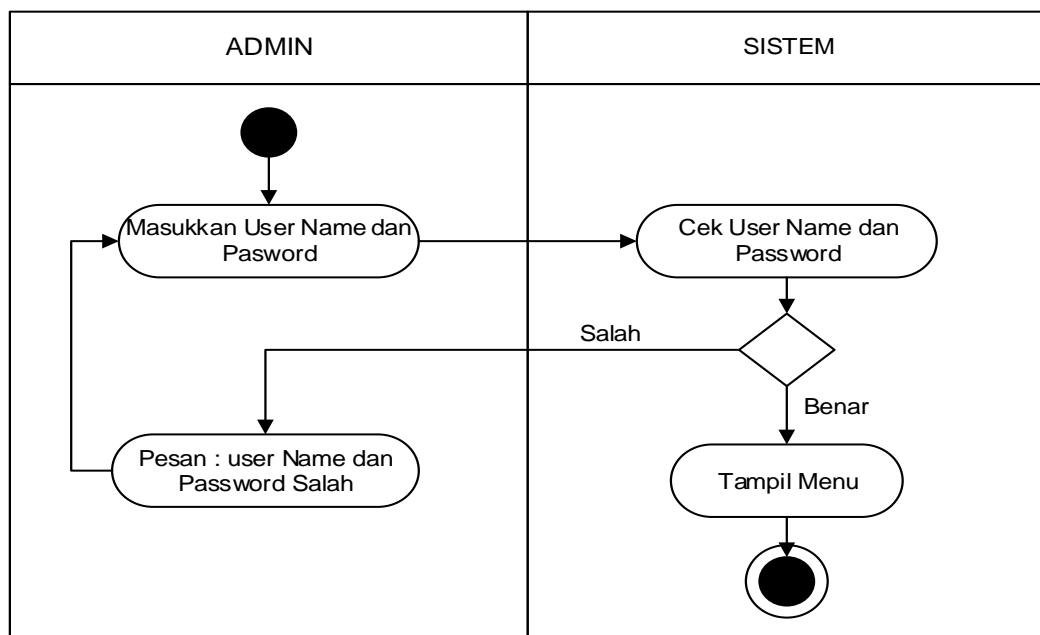 ADMIN
SISTEM
Masukkan User Name dan
Pasword
Cek User Name dan
Password
Salah
Benar
Pesan : user Name dan
Password Salah
Tampil Menu